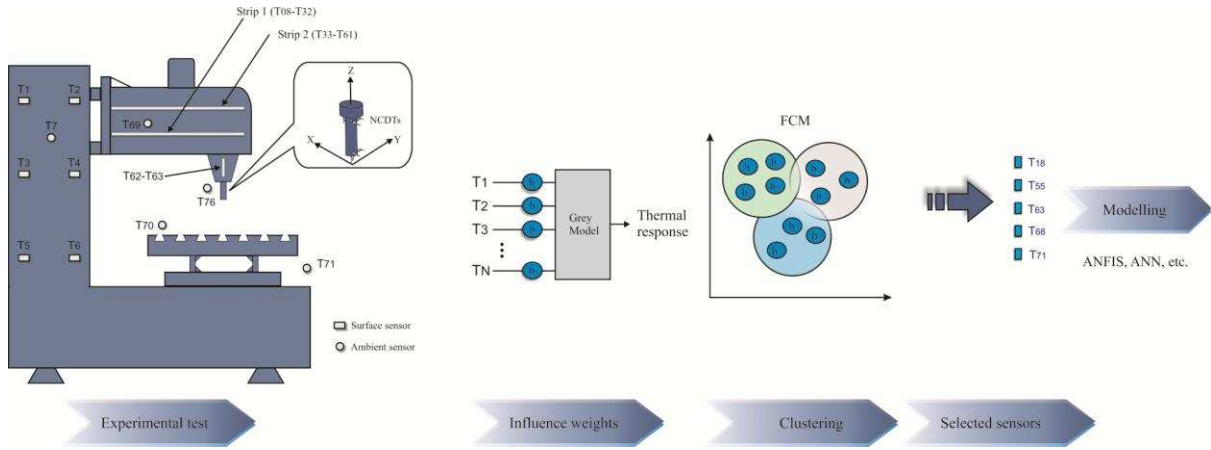 Strip 1 (T08-T32)
Strip 2 (T33-T61)
T1
T2
T7
T69
T3
T4
T62-T63
T76
T70
T5
T6
T71
Z
NCDTs
X
Y
Surface sensor
Ambient sensor
Experimental test
T1
T2
T3
TN
b
b
b
b
Grey
Model
Thermal
response
Influence weights
FCM
b
b
b
b
b
b
b
b
b
b
Clustering
T18
T55
T63
T68
T71
Selected sensors
Modelling
ANFIS, ANN, etc.